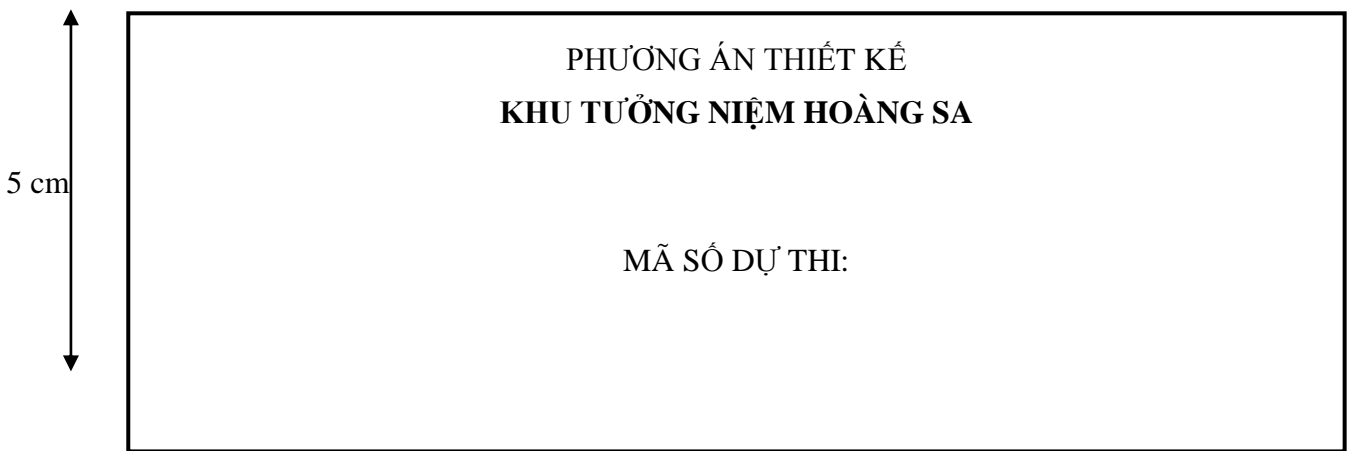 PHƯƠNG ÁN THIẾT KẾ
KHU TƯỞNG NIỆM HOÀNG SA
5 cm
MÃ SỐ DỰ THI: